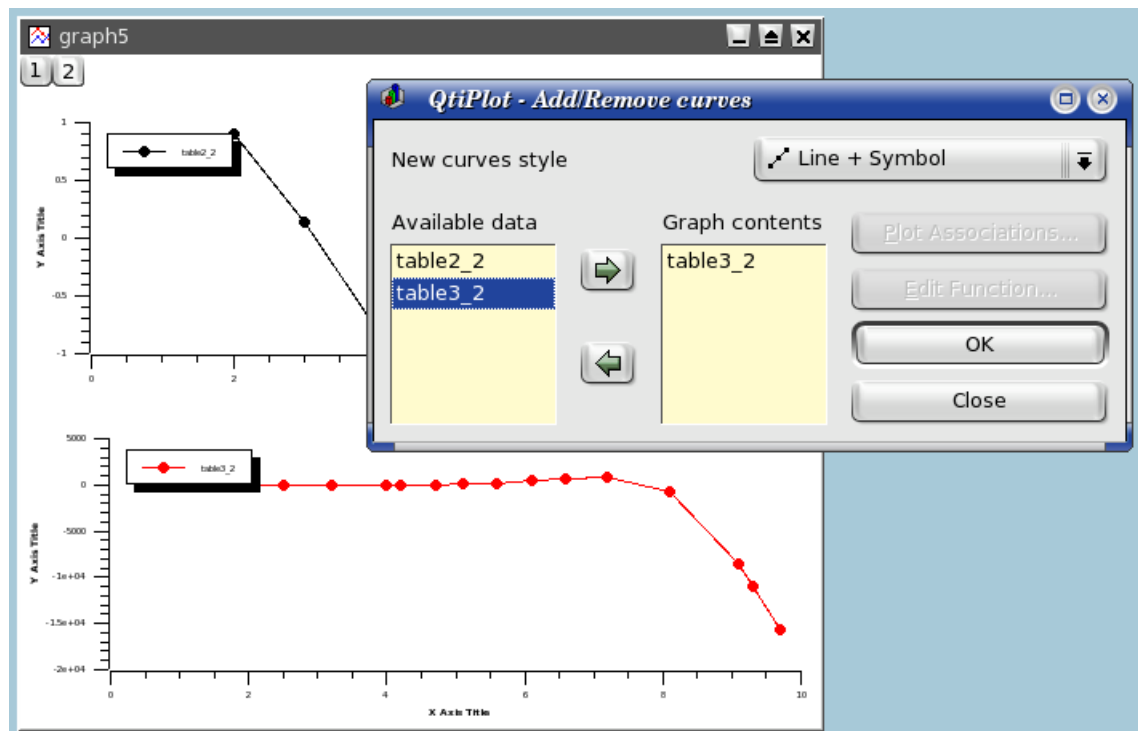 graph5
1 2
QtiPlot - Add/Remove curves
New curves style
Line + Symbol
Available data
Graph contents
table2_2
table3_2
table3_2
Plot Associations...
Edit Function...
OK
Close
1
0.5
0
-0.5
-1
Y Axis Title
table2_2
0
2
5000
0
-5000
-1e+04
-1.5e+04
-2e+04
Y Axis Title
table3_2
0 2 4 6 8 10
X Axis Title